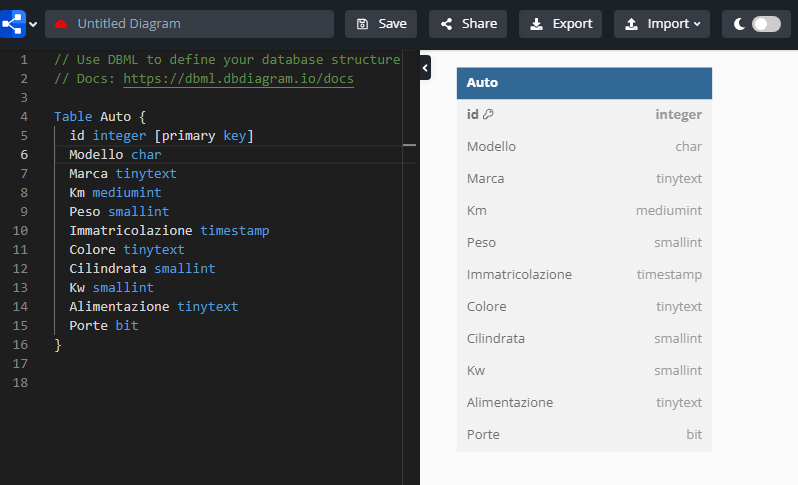 Untitled Diagram Save Share Export Import
1 // Use DBML to define your database structure
2 // Docs: https://dbml.dbdiagram.io/docs
3
4 Table Auto {
5 id integer [primary key]
6 Modello char
7 Marca tinytext
8 Km mediumint
9 Peso smallint
10 Immatricolazione timestamp
11 Colore tinytext
12 Cilindrata smallint
13 Kw smallint
14 Alimentazione tinytext
15 Porte bit
16 }
17
18
Auto
id integer
Modello char
Marca tinytext
Km mediumint
Peso smallint
Immatricolazione timestamp
Colore tinytext
Cilindrata smallint
Kw smallint
Alimentazione tinytext
Porte bit